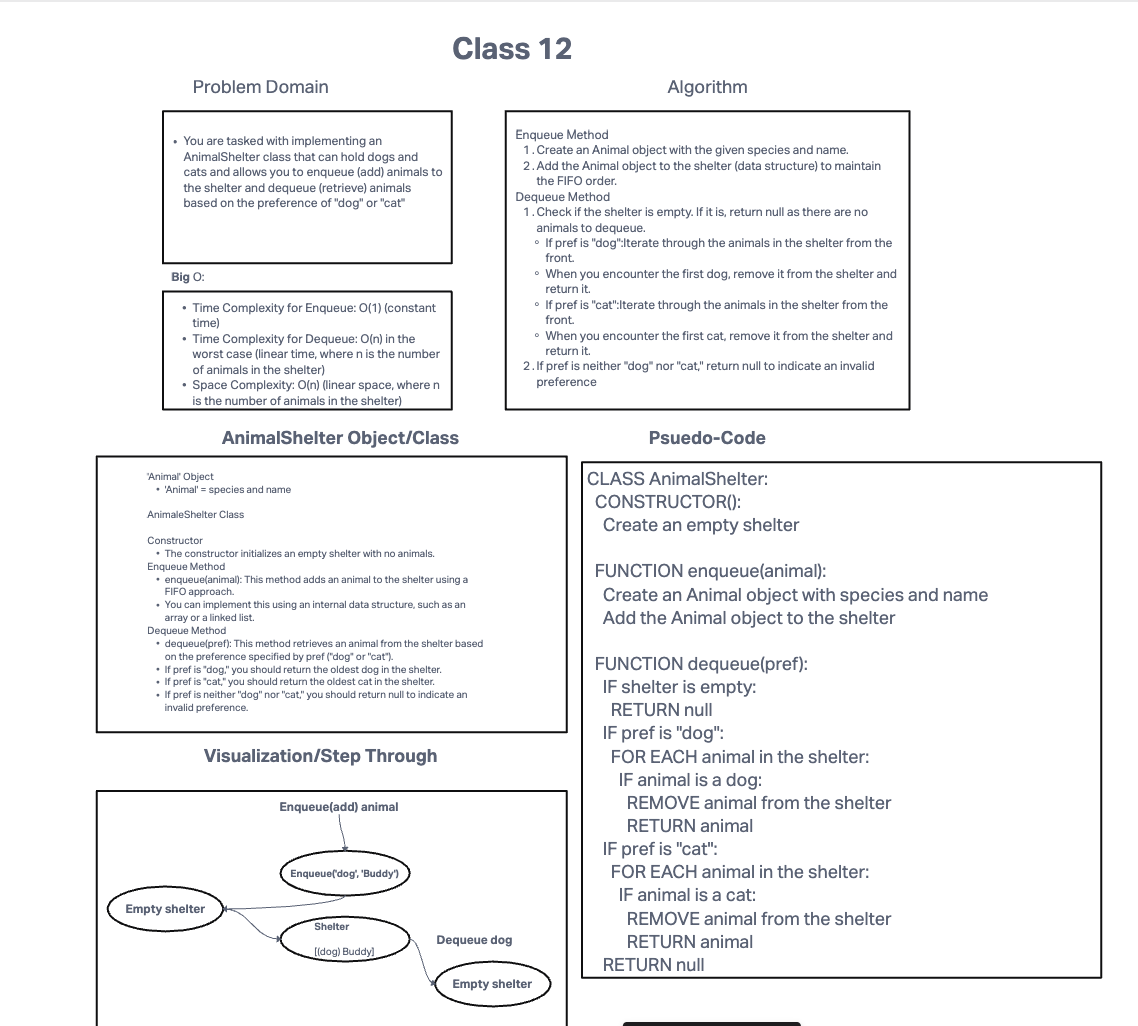 Class 12
Problem Domain
• You are tasked with implementing an
AnimalShelter class that can hold dogs and
cats and allows you to enqueue (add) animals to
the shelter and dequeue (retrieve) animals
based on the preference of "dog" or "cat"
Big O:
• Time Complexity for Enqueue: O(1) (constant
time)
• Time Complexity for Dequeue: O(n) in the
worst case (linear time, where n is the number
of animals in the shelter)
• Space Complexity: O(n) (linear space, where n
is the number of animals in the shelter)
Algorithm
Enqueue Method
1. Create an Animal object with the given species and name.
2. Add the Animal object to the shelter (data structure) to maintain
the FIFO order.
Dequeue Method
1. Check if the shelter is empty. If it is, return null as there are no
animals to dequeue.
◦ If pref is "dog":Iterate through the animals in the shelter from the
front.
◦ When you encounter the first dog, remove it from the shelter and
return it.
◦ If pref is "cat":Iterate through the animals in the shelter from the
front.
◦ When you encounter the first cat, remove it from the shelter and
return it.
2. If pref is neither "dog" nor "cat," return null to indicate an invalid
preference
AnimalShelter Object/Class
'Animal' Object
• 'Animal' = species and name
AnimaleShelter Class
Constructor
• The constructor initializes an empty shelter with no animals.
Enqueue Method
• enqueue(animal): This method adds an animal to the shelter using a
FIFO approach.
• You can implement this using an internal data structure, such as an
array or a linked list.
Dequeue Method
• dequeue(pref): This method retrieves an animal from the shelter based
on the preference specified by pref ("dog" or "cat").
• If pref is "dog," you should return the oldest dog in the shelter.
• If pref is "cat," you should return the oldest cat in the shelter.
• If pref is neither "dog" nor "cat," you should return null to indicate an
invalid preference.
Psuedo-Code
CLASS AnimalShelter:
CONSTRUCTOR():
Create an empty shelter
FUNCTION enqueue(animal):
Create an Animal object with species and name
Add the Animal object to the shelter
FUNCTION dequeue(pref):
IF shelter is empty:
RETURN null
IF pref is "dog":
FOR EACH animal in the shelter:
IF animal is a dog:
REMOVE animal from the shelter
RETURN animal
IF pref is "cat":
FOR EACH animal in the shelter:
IF animal is a cat:
REMOVE animal from the shelter
RETURN animal
RETURN null
Visualization/Step Through
Enqueue(add) animal
Enqueue('dog', 'Buddy')
Empty shelter
Shelter
[(dog) Buddy]
Dequeue dog
Empty shelter